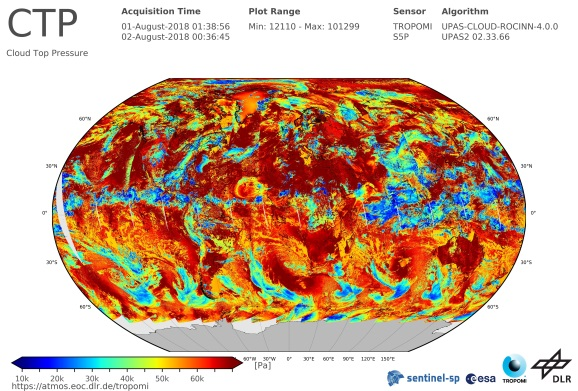 CTP
Cloud Top Pressure
Acquisition Time
01-August-2018 01:38:56
02-August-2018 00:36:45
Plot Range
Min: 12110 - Max: 101299
Sensor
TROPOMI
S5P
Algorithm
UPAS-CLOUD-ROCINN-4.0.0
UPAS2 02.33.66
60°N 60°N
30°N 30°N
0° 0°
30°S 30°S
60°S 60°S
60°W 30°W 0° 30°E 60°E 90°E 120°E 150°E
10k 20k 30k 40k 50k 60k [Pa]
https://atmos.eoc.dlr.de/tropomi
sentinel-5p
esa
TROPOMI
DLR